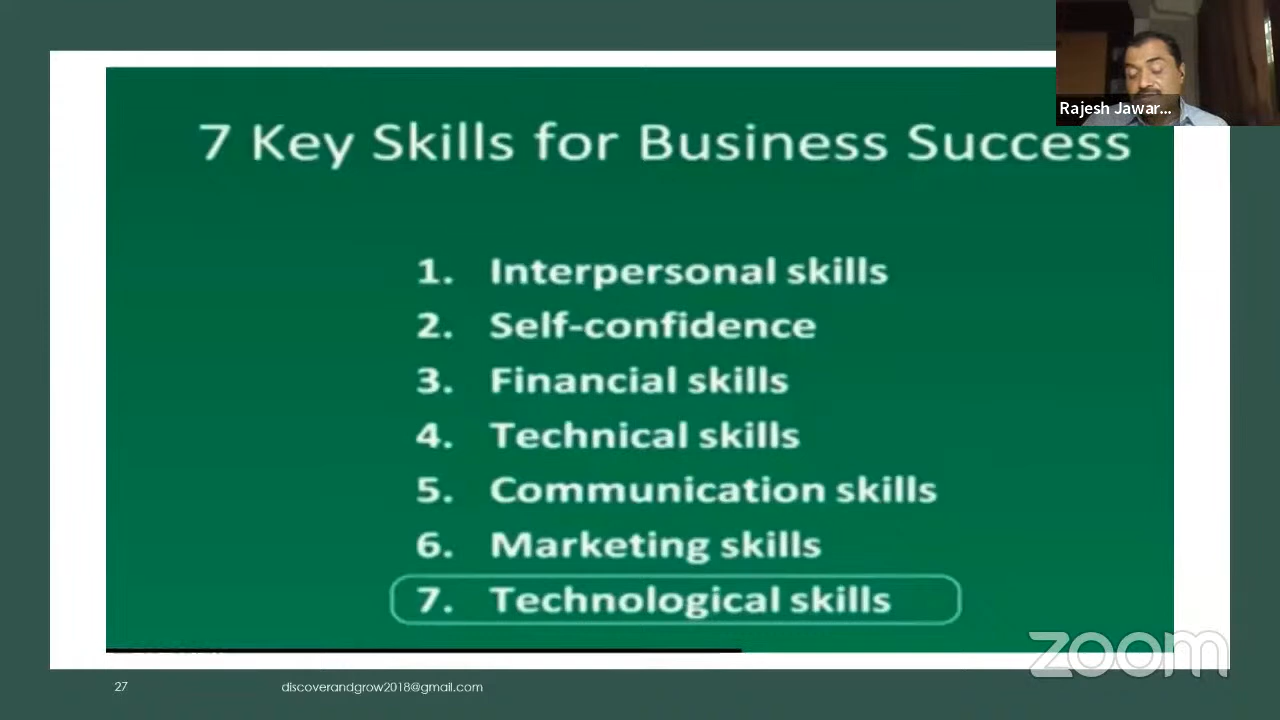 Rajesh Jawar...
7 Key Skills for Business Success
1. Interpersonal skills
2. Self-confidence
3. Financial skills
4. Technical skills
5. Communication skills
6. Marketing skills
7. Technological skills
zoom
27
discoverandgrow2018@gmail.com